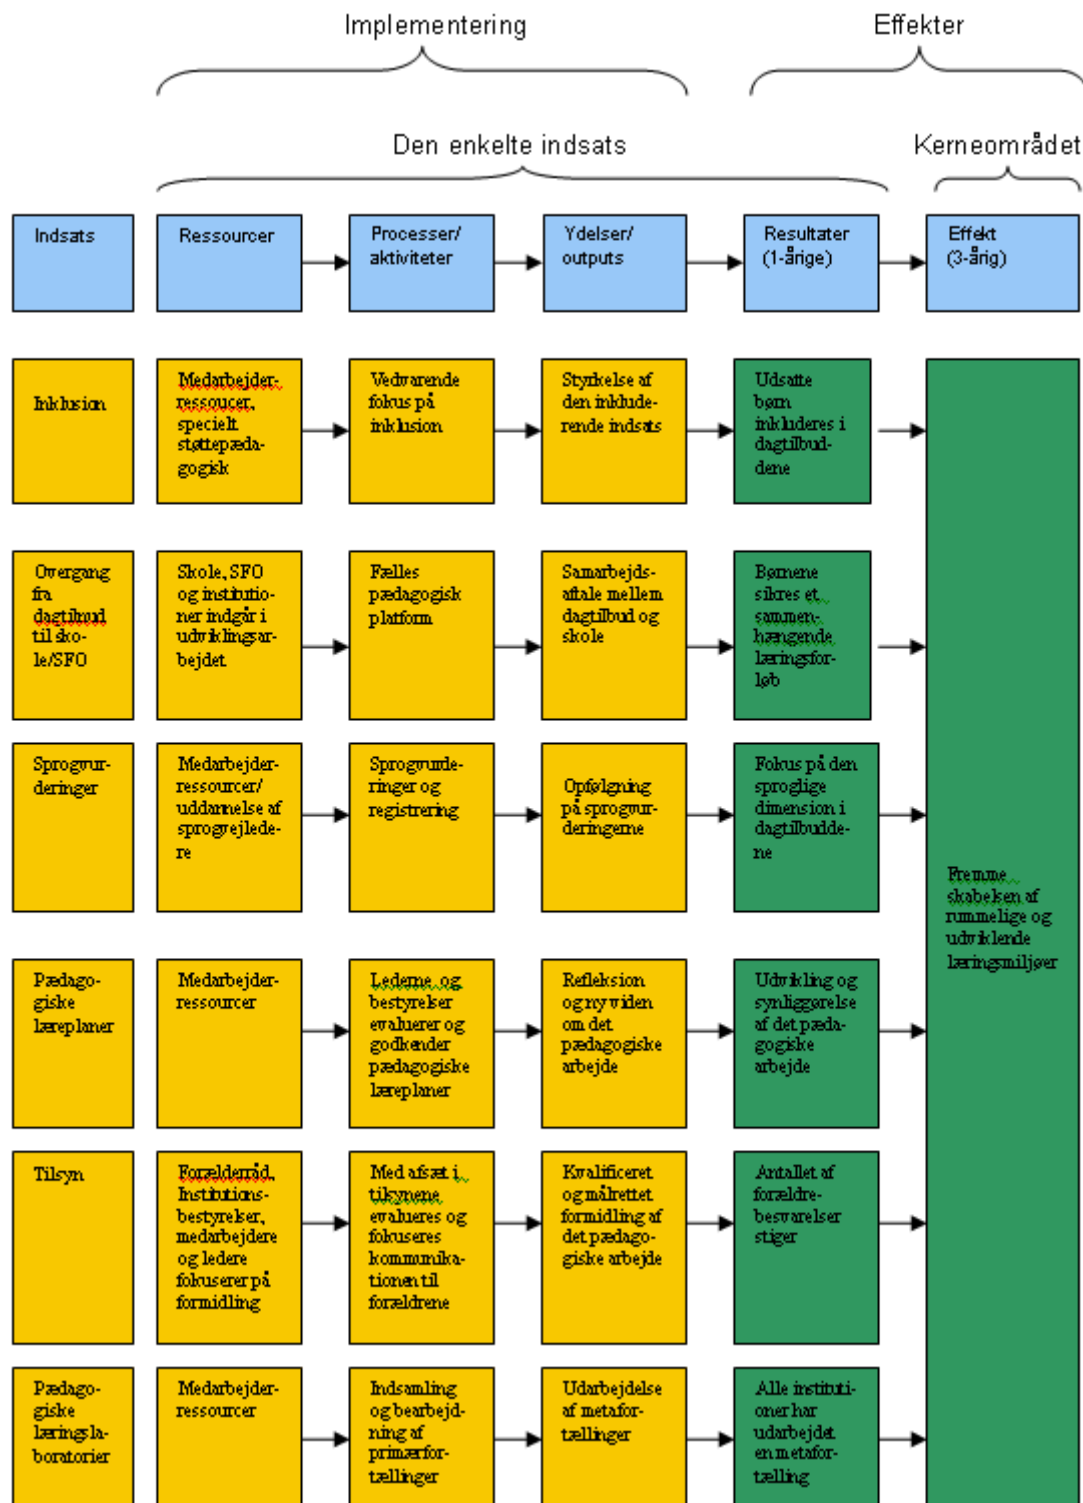 Implementering
Effekter
Den enkelte indsats
Kerneområdet
Indsats
Ressourcer
Processer/
aktiviteter
Ydelser/
outputs
Resultater
(1-årige)
Effekt
(3-årig)
Inklusion
Medarbejder-
ressoucer,
specielt
støttepæda-
gogisk
Vedvarende
fokus på
inklusion
Styrkelse af
den inklude-
rende indsats
Udsatte
børn
inkluderes i
dagtilbud-
dene
Overgang
fra
dagtilbud
til sko-
le/SFO
Skole, SFO
og institutio-
ner indgår i
udviklingsar-
bejdet
Fælles
pædagogisk
platform
Samarbejds-
aftale mellem
dagtilbud og
skole
Børnene
sikres et
sammen-
hængende
læringsfor-
løb
Sprogvur-
deringer
Medarbejder-
ressourcer/
uddannelse af
sprogvejlede-
re
Sprogvurde-
ringer og
registrering
Opfølgning
på sprogvur-
deringerne
Fokus på den
sproglige
dimension i
dagtilbudde-
ne
Fremme
skabelsen af
rummelige og
udviklende
læringsmiljøer
Pædago-
giske
læreplaner
Medarbejder-
ressourcer
Lederne og
bestyrelser
evaluerer og
godkender
pædagogiske
læreplaner
Refleksion
og ny viden
om det
pædagogiske
arbejde
Udvikling og
synliggørelse
af det pæda-
gogiske
arbejde
Tilsyn
Forælderråd,
Institutions-
bestyrelser,
medarbejdere
og ledere
fokuserer på
formidling
Med afsæt i
tilsynene
evalueres og
fokuseres
kommunika-
tionen til
forældrene
Kvalificeret
og målrettet
formidling af
det pædago-
giske arbejde
Antallet af
forældre-
besvarelser
stiger
Pædago-
giske
læringsla-
boratorier
Medarbejder-
ressourcer
Indsamling
og bearbejd-
ning af
primærfor-
tællinger
Udarbejdelse
af metafor-
tællinger
Alle instituti-
oner har
udarbejdet
en metafor-
tælling